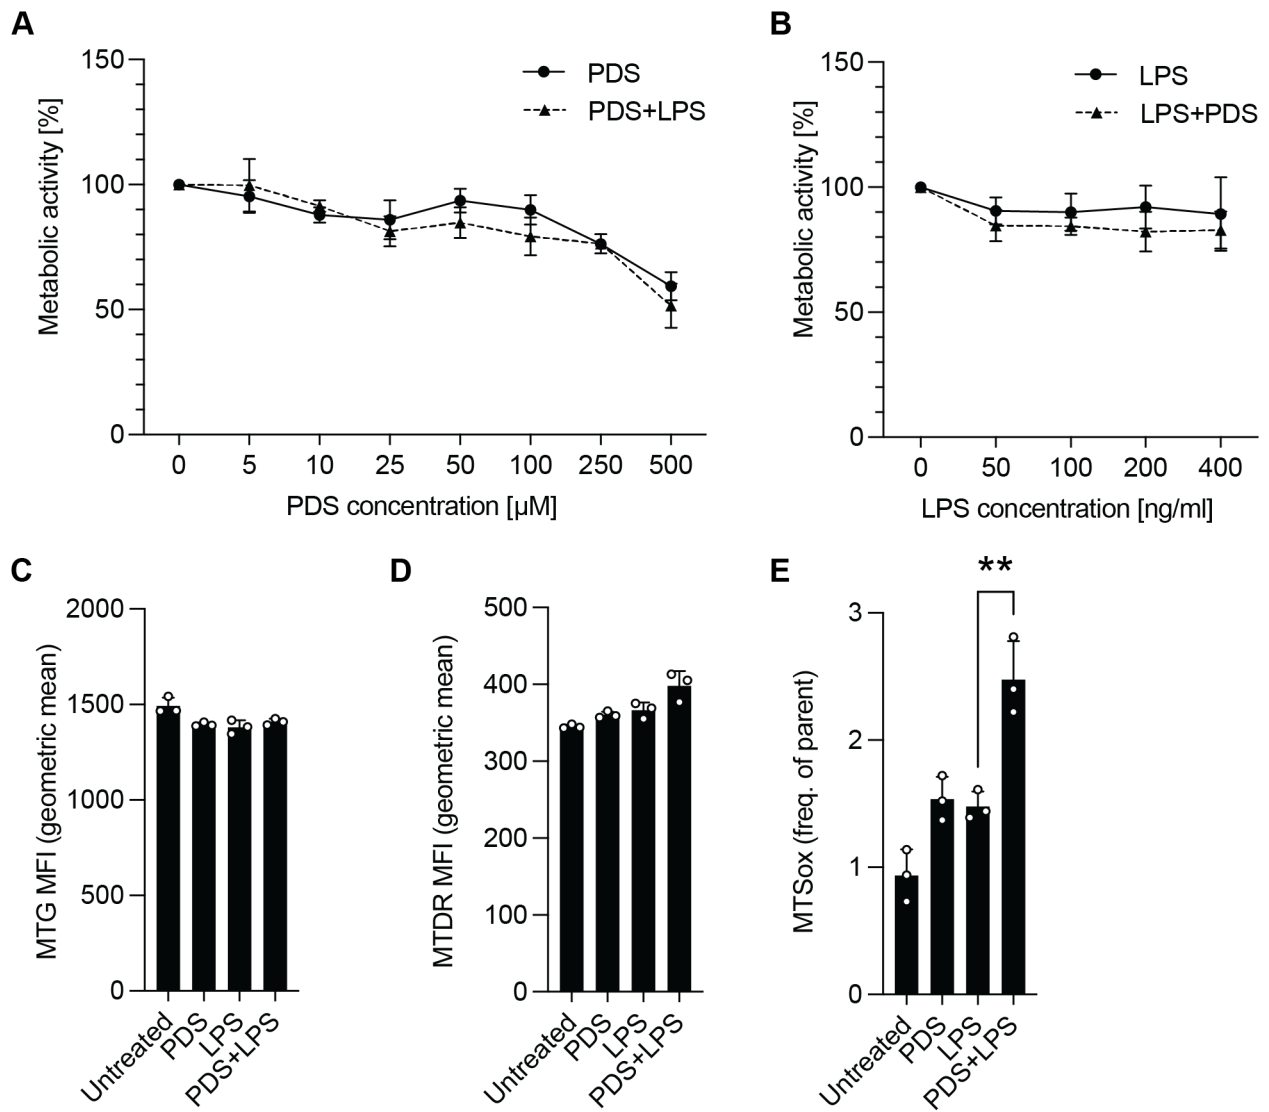 A
B
150
100
50
0
Metabolic activity [%]
PDS
PDS+LPS
0 5 10 25 50 100 250 500
PDS concentration [µM]
150
100
50
0
Metabolic activity [%]
LPS
LPS+PDS
0 50 100 200 400
LPS concentration [ng/ml]
C
D
E
2000
1500
1000
500
0
MTG MFI (geometric mean)
Untreated
PDS
LPS
PDS+LPS
500
400
300
200
100
0
MTDR MFI (geometric mean)
Untreated
PDS
LPS
PDS+LPS
**
3
2
1
0
MTSox (freq. of parent)
Untreated
PDS
LPS
PDS+LPS